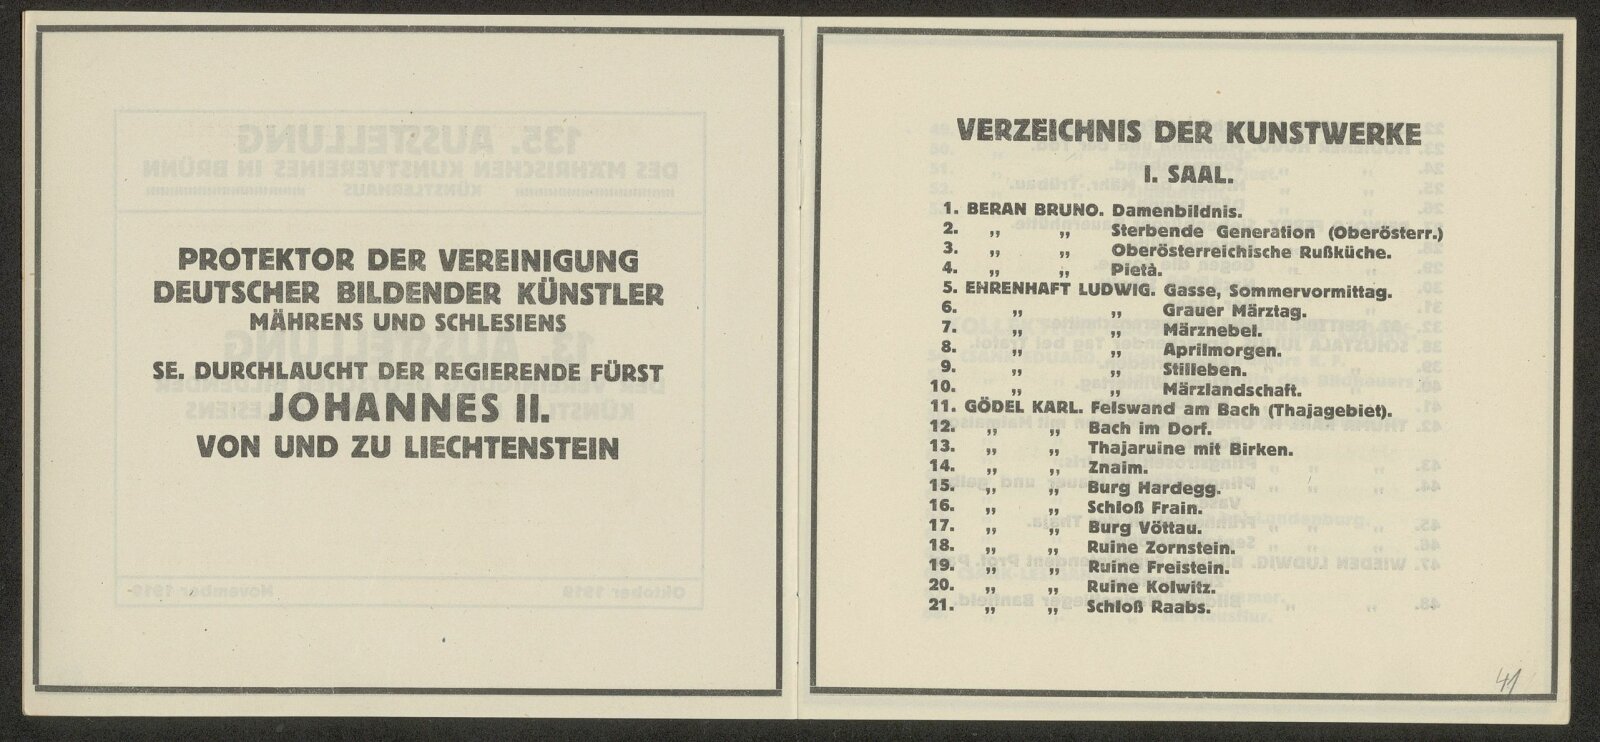 PROTEKTOR DER VEREINIGUNG
DEUTSCHER BILDENDER KÜNSTLER
MÄHRENS UND SCHLESIENS
SE. DURCHLAUCHT DER REGIERENDE FÜRST
JOHANNES II.
VON UND ZU LIECHTENSTEIN
VERZEICHNIS DER KUNSTWERKE
I. SAAL.
1. BERAN BRUNO. Damenbildnis.
2. „ „ Sterbende Generation (Oberösterr.)
3. „ „ Oberösterreichische Rußküche.
4. „ „ Pietà.
5. EHRENHAFT LUDWIG. Gasse, Sommervormittag.
6. „ „ Grauer Märztag.
7. „ „ Märznebel.
8. „ „ Aprilmorgen.
9. „ „ Stilleben.
10. „ „ Märzlandschaft.
11. GÖDEL KARL. Felswand am Bach (Thajagebiet).
12. „ „ Bach im Dorf.
13. „ „ Thajaruine mit Birken.
14. „ „ Znaim.
15. „ „ Burg Hardegg.
16. „ „ Schloß Frain.
17. „ „ Burg Vöttau.
18. „ „ Ruine Zornstein.
19. „ „ Ruine Freistein.
20. „ „ Ruine Kolwitz.
21. „ „ Schloß Raabs.
41